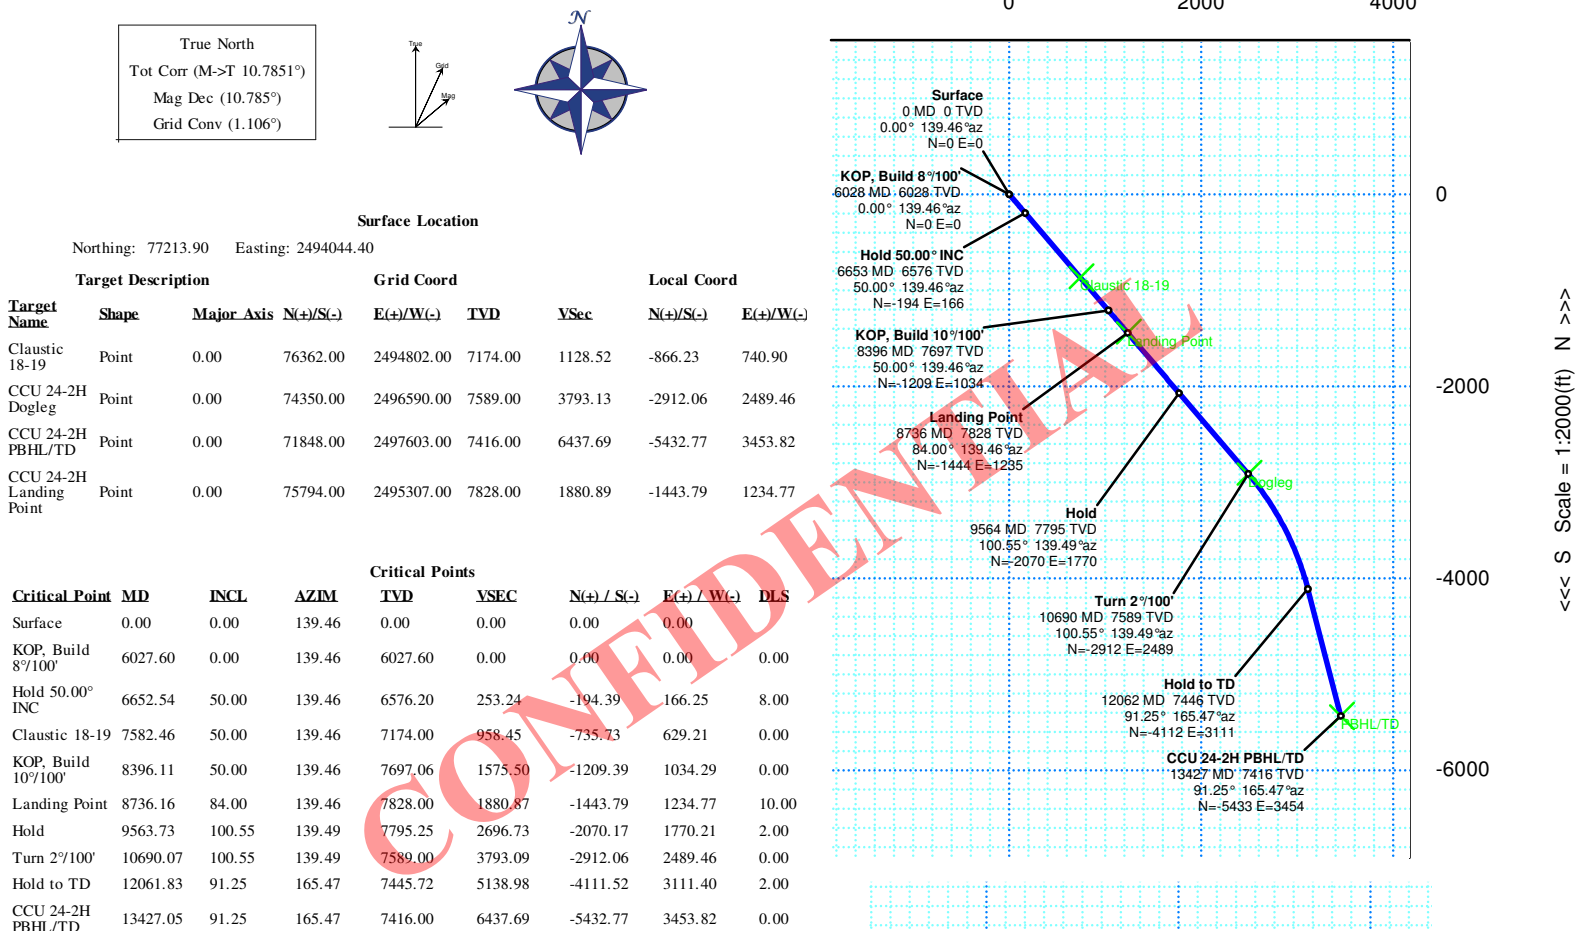 True North
Tot Corr (M->T 10.7851°)
Mag Dec (10.785°)
Grid Conv (1.106°)
True
Grid
Mag
N
Surface Location
Northing: 77213.90 Easting: 2494044.40
Target Description Grid Coord Local Coord
Target Name Shape Major Axis N(+)/S(-) E(+)/W(-) TVD VSec N(+)/S(-) E(+)/W(-)
Claustic 18-19 Point 0.00 76362.00 2494802.00 7174.00 1128.52 -866.23 740.90
CCU 24-2H Dogleg Point 0.00 74350.00 2496590.00 7589.00 3793.13 -2912.06 2489.46
CCU 24-2H PBHL/TD Point 0.00 71848.00 2497603.00 7416.00 6437.69 -5432.77 3453.82
CCU 24-2H Landing Point Point 0.00 75794.00 2495307.00 7828.00 1880.89 -1443.79 1234.77
Critical Points
Critical Point MD INCL AZIM TVD VSEC N(+) / S(-) E(+) / W(-) DLS
Surface 0.00 0.00 139.46 0.00 0.00 0.00 0.00
KOP, Build 8°/100' 6027.60 0.00 139.46 6027.60 0.00 0.00 0.00 0.00
Hold 50.00° INC 6652.54 50.00 139.46 6576.20 253.24 -194.39 166.25 8.00
Claustic 18-19 7582.46 50.00 139.46 7174.00 958.45 -735.73 629.21 0.00
KOP, Build 10°/100' 8396.11 50.00 139.46 7697.06 1575.50 -1209.39 1034.29 0.00
Landing Point 8736.16 84.00 139.46 7828.00 1880.87 -1443.79 1234.77 10.00
Hold 9563.73 100.55 139.49 7795.25 2696.73 -2070.17 1770.21 2.00
Turn 2°/100' 10690.07 100.55 139.49 7589.00 3793.09 -2912.06 2489.46 0.00
Hold to TD 12061.83 91.25 165.47 7445.72 5138.98 -4111.52 3111.40 2.00
CCU 24-2H PBHL/TD 13427.05 91.25 165.47 7416.00 6437.69 -5432.77 3453.82 0.00
CONFIDENTIAL
0 2000 4000
Surface
0 MD 0 TVD
0.00° 139.46°az
N=0 E=0
KOP, Build 8°/100'
6028 MD 6028 TVD
0.00° 139.46°az
N=0 E=0
Hold 50.00° INC
6653 MD 6576 TVD
50.00° 139.46°az
N=-194 E=166
Claustic 18-19
KOP, Build 10°/100'
8396 MD 7697 TVD
50.00° 139.46°az
N=-1209 E=1034
Landing Point
Landing Point
8736 MD 7828 TVD
84.00° 139.46°az
N=-1444 E=1235
Dogleg
Hold
9564 MD 7795 TVD
100.55° 139.49°az
N=-2070 E=1770
Turn 2°/100'
10690 MD 7589 TVD
100.55° 139.49°az
N=-2912 E=2489
Hold to TD
12062 MD 7446 TVD
91.25° 165.47°az
N=-4112 E=3111
PBHL/TD
CCU 24-2H PBHL/TD
13427 MD 7416 TVD
91.25° 165.47°az
N=-5433 E=3454
0
-2000
-4000
-6000
<<< S Scale = 1:2000(ft) N >>>